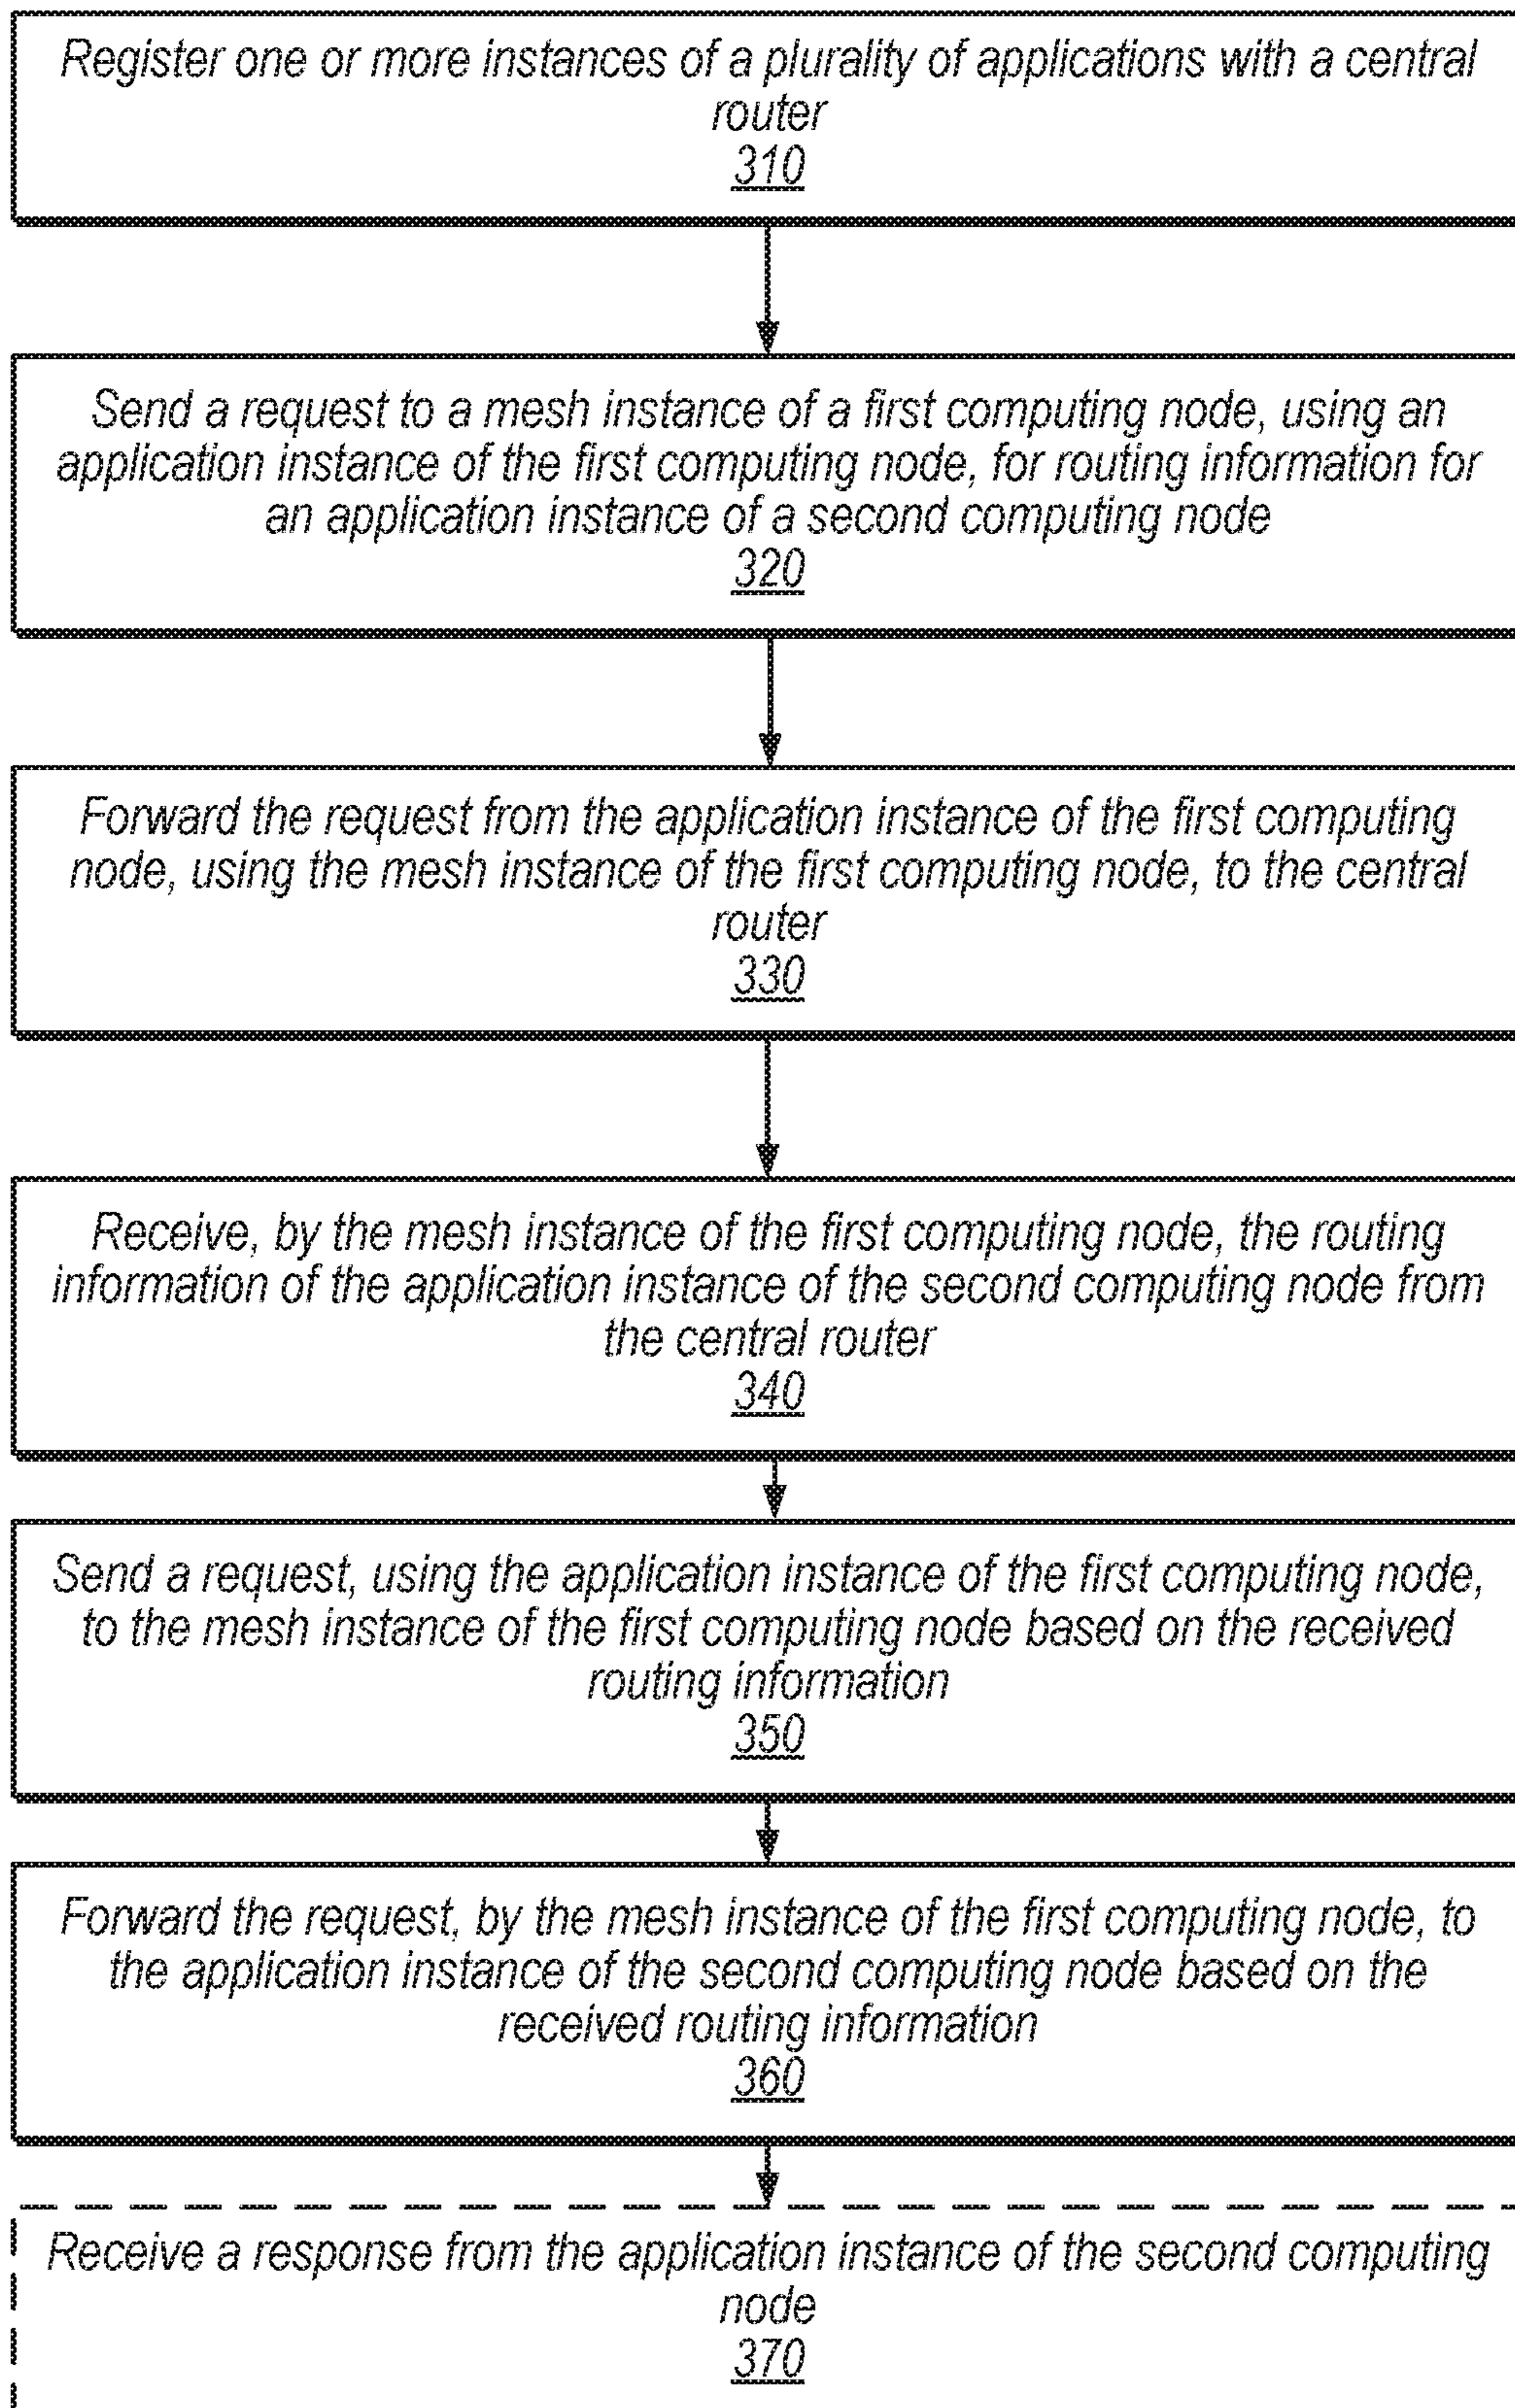 Register one or more instances of a plurality of applications with a central
router
310
Send a request to a mesh instance of a first computing node, using an
application instance of the first computing node, for routing information for
an application instance of a second computing node
320
Forward the request from the application instance of the first computing
node, using the mesh instance of the first computing node, to the central
router
330
Receive, by the mesh instance of the first computing node, the routing
information of the application instance of the second computing node from
the central router
340
Send a request, using the application instance of the first computing node,
to the mesh instance of the first computing node based on the received
routing information
350
Forward the request, by the mesh instance of the first computing node, to
the application instance of the second computing node based on the
received routing information
360
Receive a response from the application instance of the second computing
node
370